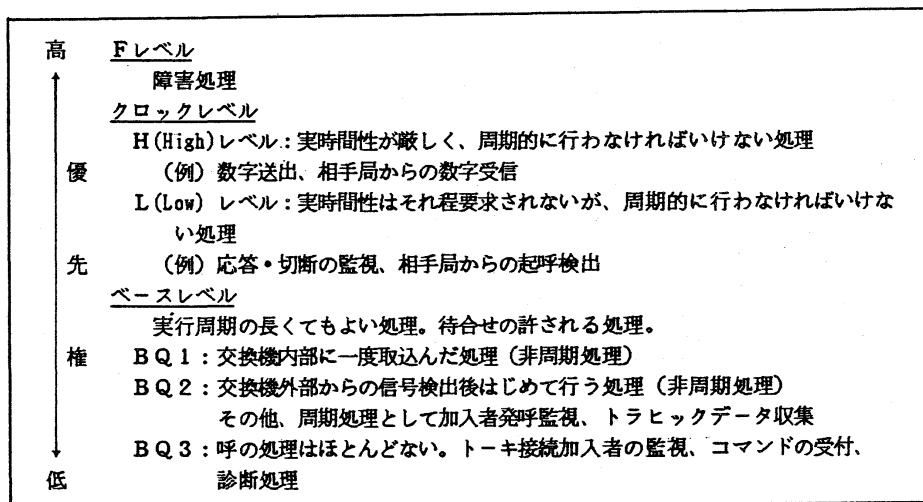 高 Fレベル
障害処理
クロックレベル
H(High)レベル:実時間性が厳しく、周期的に行わなければいけない処理
優 (例)数字送出、相手局からの数字受信
L(Low) レベル:実時間性はそれ程要求されないが、周期的に行わなければいけな
い処理
先 (例)応答・切断の監視、相手局からの起呼検出
ベースレベル
実行周期の長くてもよい処理。待合せの許される処理。
権 BQ1:交換機内部に一度取込んだ処理(非周期処理)
BQ2:交換機外部からの信号検出後はじめて行う処理(非周期処理)
その他、周期処理として加入者発呼監視、トラヒックデータ収集
BQ3:呼の処理はほとんどない。トーキ接続加入者の監視、コマンドの受付、
低 診断処理